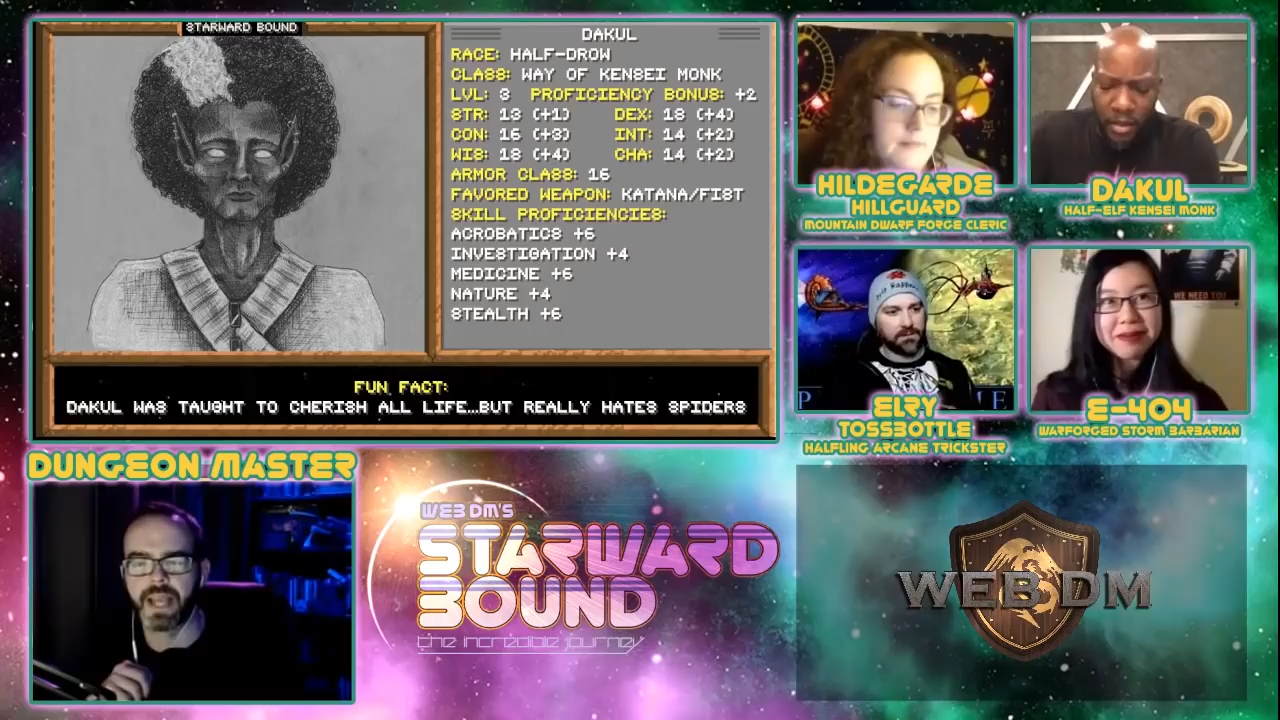 STARWARD BOUND
DAKUL
RACE: HALF-DROW
CLASS: WAY OF KENSEI MONK
LVL: 3 PROFICIENCY BONUS: +2
STR: 13 (+1) DEX: 18 (+4)
CON: 16 (+3) INT: 14 (+2)
WIS: 18 (+4) CHA: 14 (+2)
ARMOR CLASS: 16
FAVORED WEAPON: KATANA/FIST
SKILL PROFICIENCIES:
ACROBATICS +6
INVESTIGATION +4
MEDICINE +6
NATURE +4
STEALTH +6
FUN FACT:
DAKUL WAS TAUGHT TO CHERISH ALL LIFE...BUT REALLY HATES SPIDERS
HILDEGARDE
HILLGUARD
MOUNTAIN DWARF FORGE CLERIC
DAKUL
HALF-ELF KENSEI MONK
WE NEED YOU
ELRY
TOSSBOTTLE
HALFLING ARCANE TRICKSTER
E-404
WARFORGED STORM BARBARIAN
DUNGEON MASTER
WEB DM'S
STARWARD
BOUND
the incredible journey
WEB DM